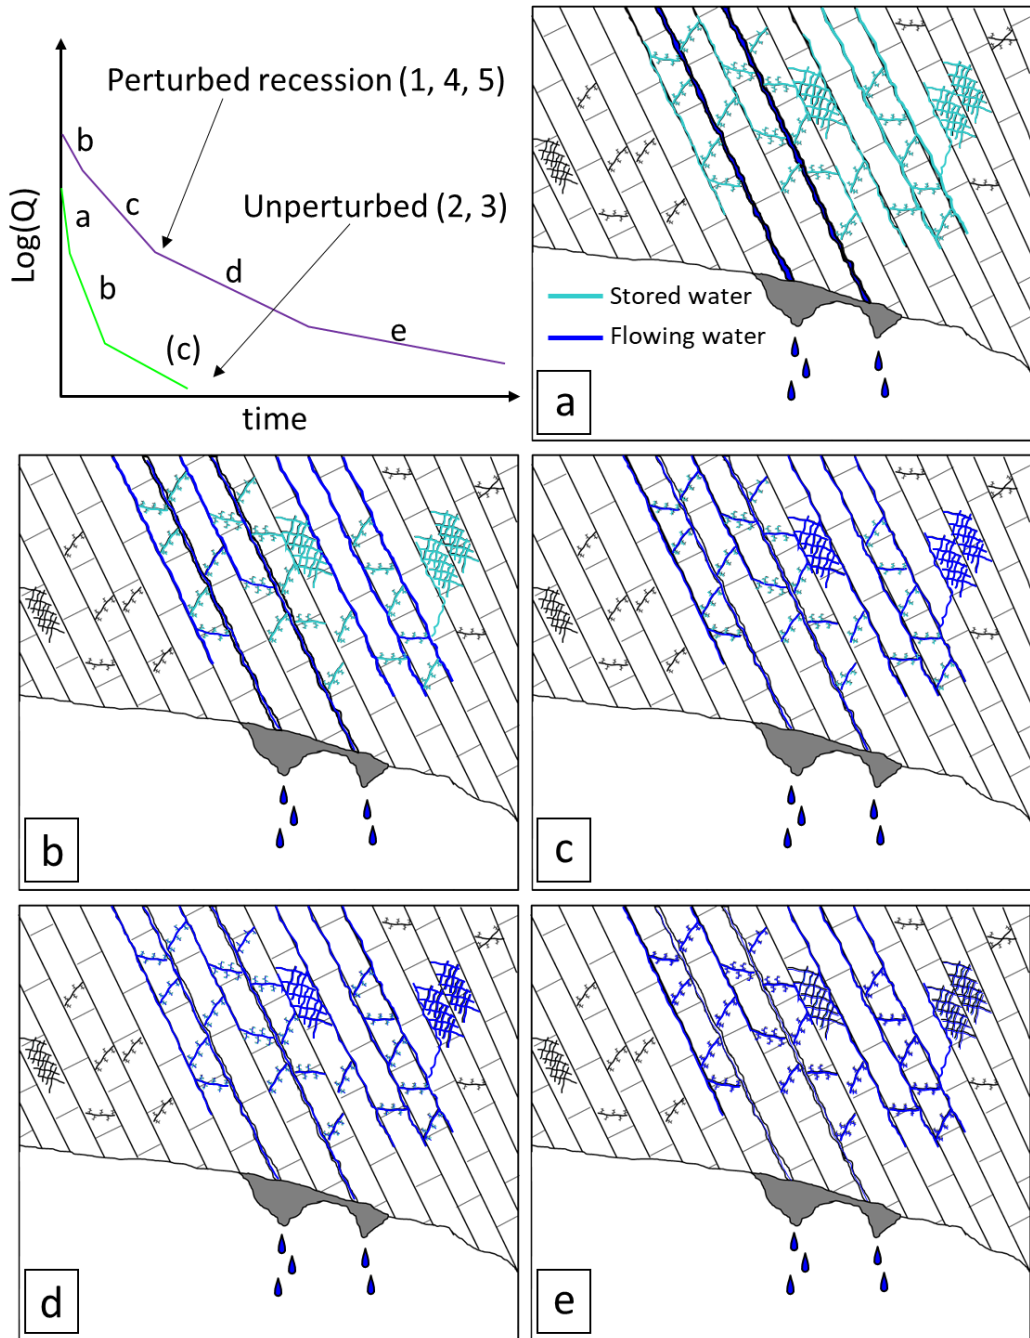 Perturbed recession (1, 4, 5)
b
a
c
Unperturbed (2, 3)
d
b
e
(c)
Log(Q)
time
Stored water
Flowing water
a
b
c
d
e